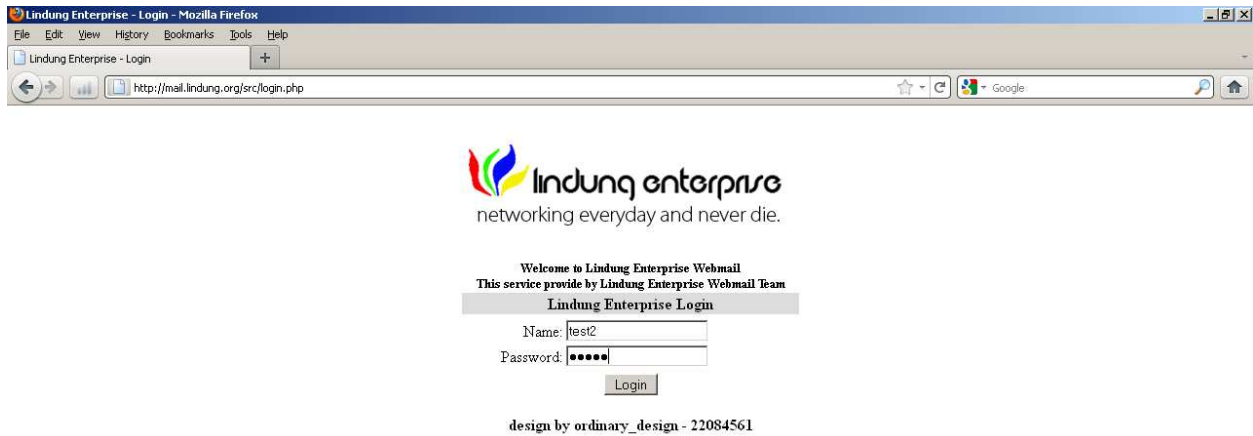 Lindung Enterprise - Login - Mozilla Firefox
File Edit View History Bookmarks Tools Help
Lindung Enterprise - Login
http://mail.lindung.org/src/login.php
Google
lindung enterprise
networking everyday and never die.
Welcome to Lindung Enterprise Webmail
This service provide by Lindung Enterprise Webmail Team
Lindung Enterprise Login
Name: test2
Password: •••••
Login
design by ordinary_design - 22084561